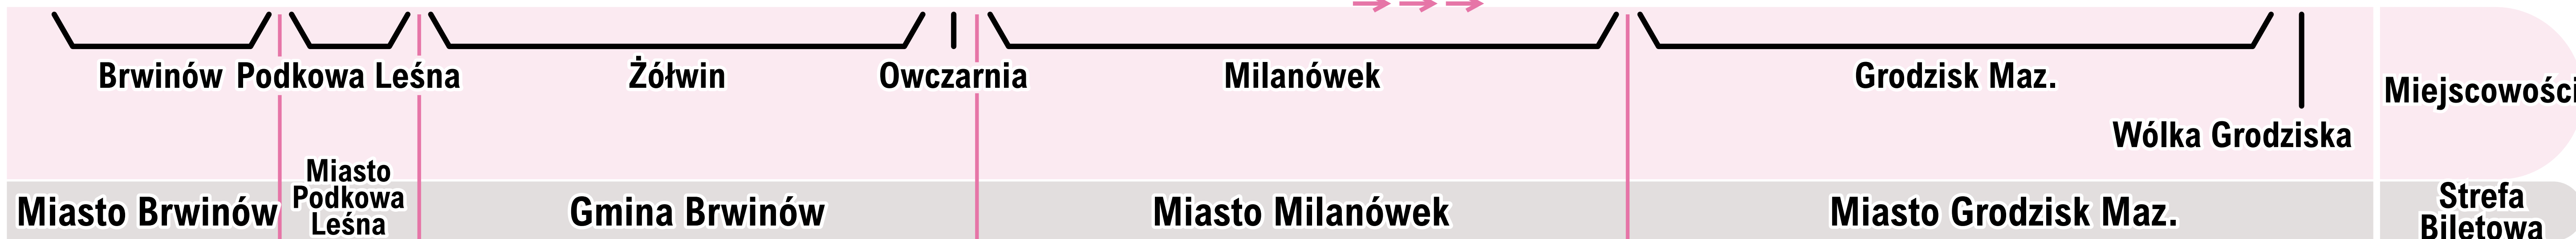 Brwinów Podkowa Leśna Żółwin Owczarnia Milanówek Grodzisk Maz.
Miejscowości
Wólka Grodziska
Miasto Brwinów
Miasto
Podkowa
Leśna
Gmina Brwinów
Miasto Milanówek
Miasto Grodzisk Maz.
Strefa
Biletowa